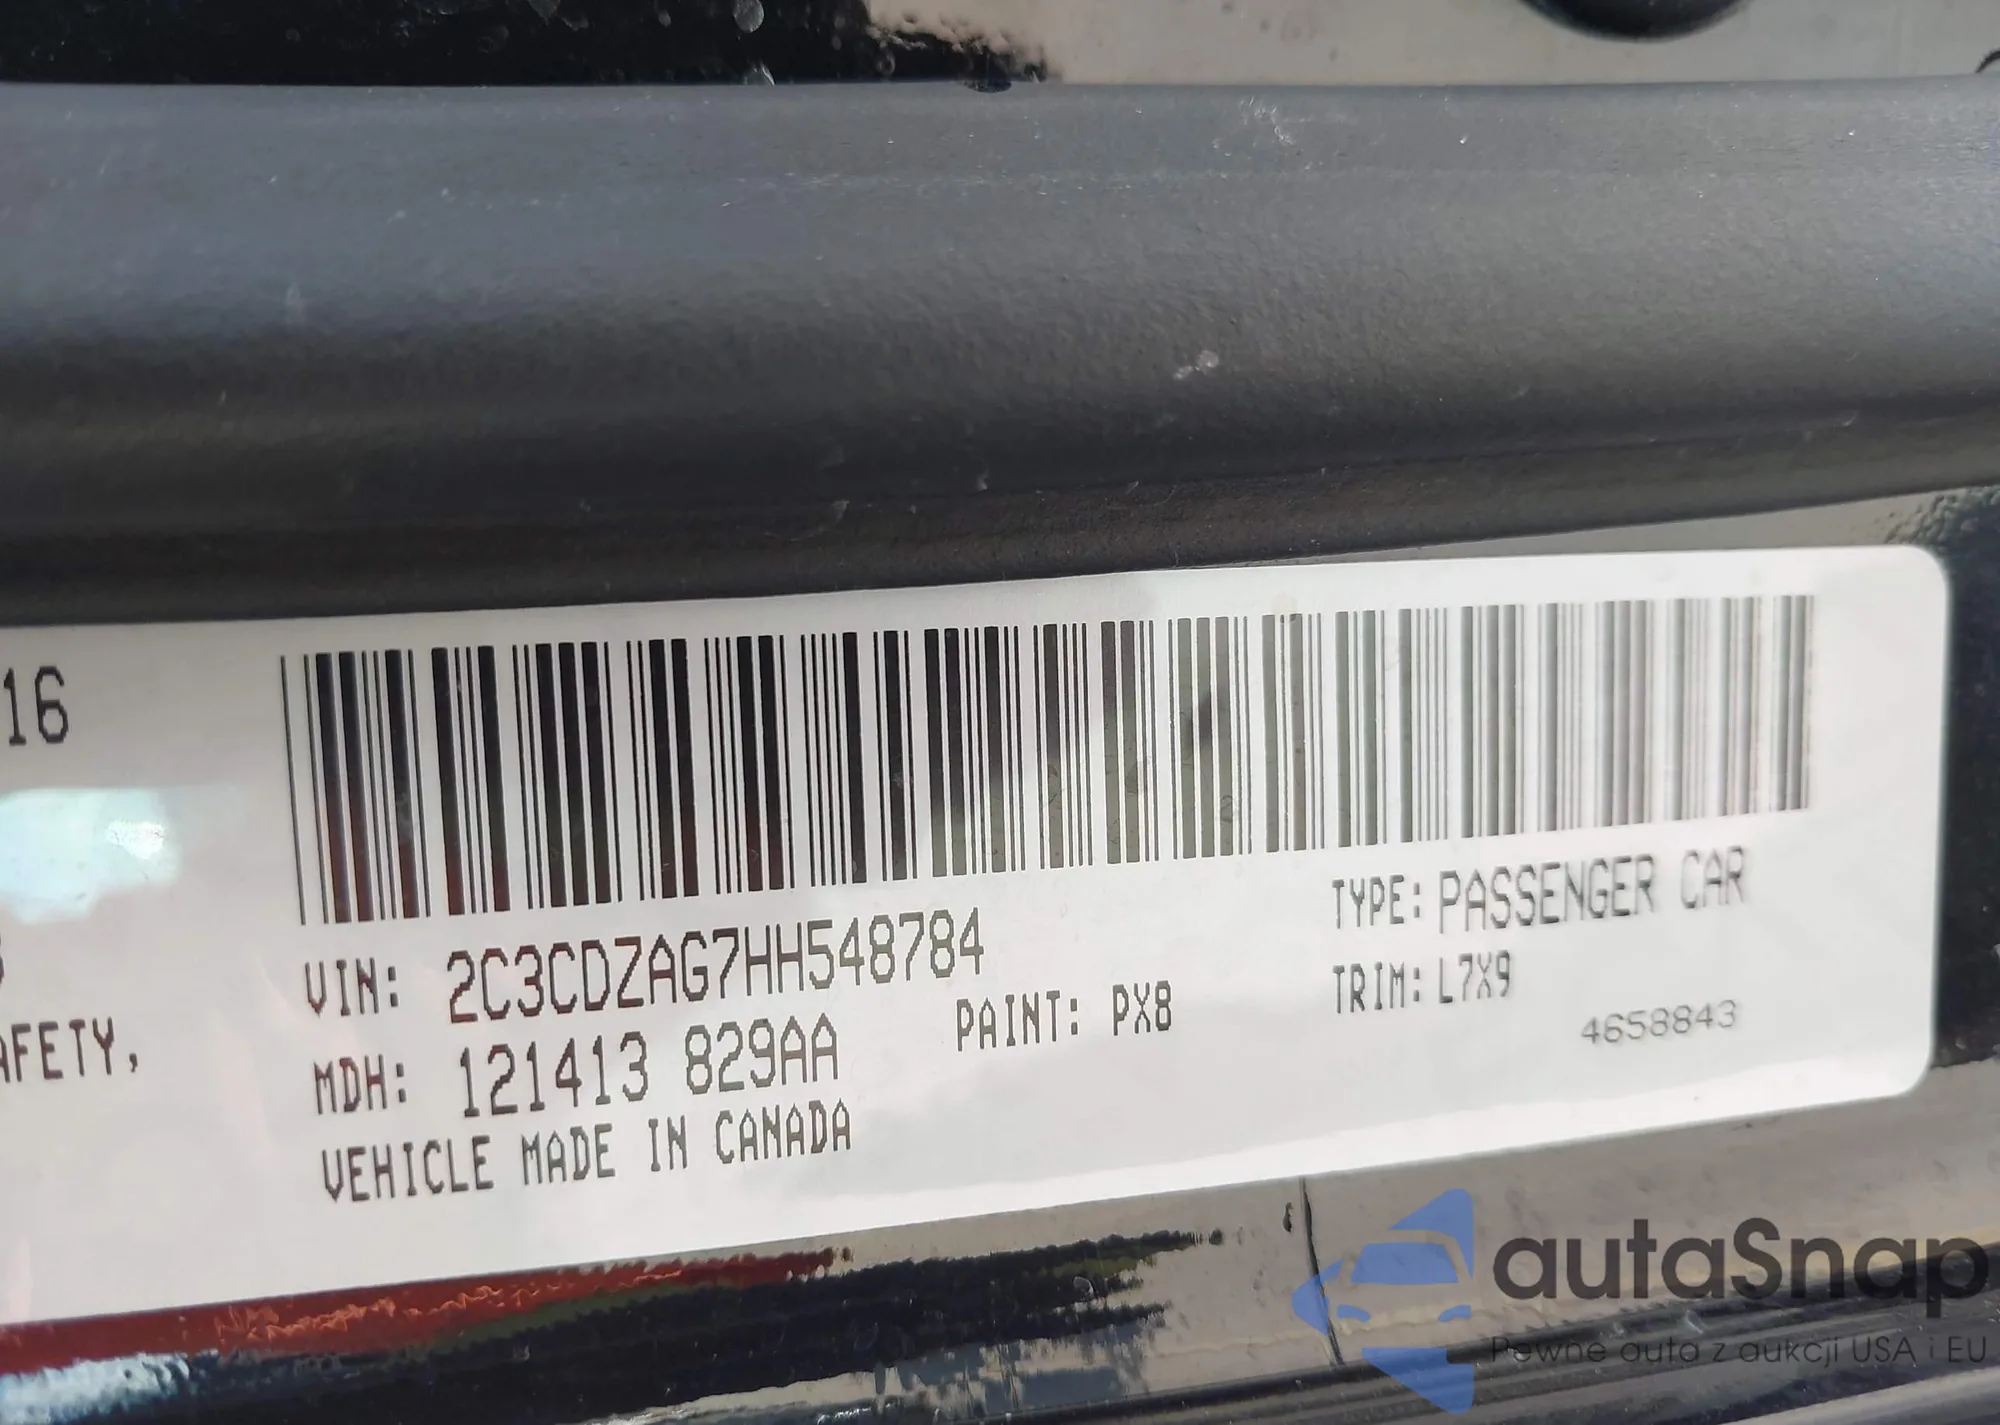 16
AFETY,
VIN: 2C3CDZAG7HH548784
TYPE: PASSENGER CAR
MDH: 121413 829AA
PAINT: PX8
TRIM: L7X9
4658843
VEHICLE MADE IN CANADA
autaSnap
Pewne auta z aukcji USA i EU